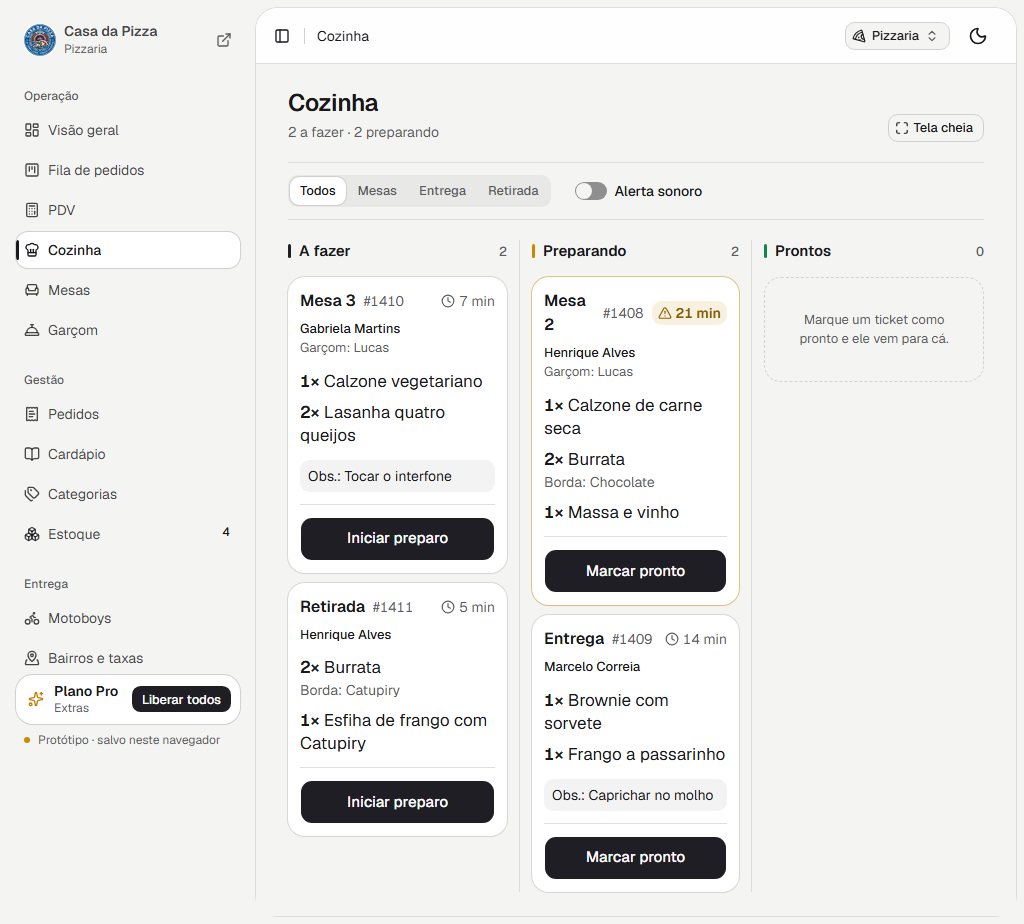 Casa da Pizza
Pizzaria
Operação
Visão geral
Fila de pedidos
PDV
Cozinha
Mesas
Garçom
Gestão
Pedidos
Cardápio
Categorias
Estoque
4
Entrega
Motoboys
Bairros e taxas
Plano Pro
Extras
Liberar todos
Protótipo · salvo neste navegador
Cozinha
Pizzaria
Cozinha
2 a fazer · 2 preparando
Tela cheia
Todos
Mesas
Entrega
Retirada
Alerta sonoro
A fazer
2
Mesa 3 #1410
7 min
Gabriela Martins
Garçom: Lucas
1× Calzone vegetariano
2× Lasanha quatro
queijos
Obs.: Tocar o interfone
Iniciar preparo
Retirada #1411
5 min
Henrique Alves
2× Burrata
Borda: Catupiry
1× Esfiha de frango com
Catupiry
Iniciar preparo
Preparando
2
Mesa
2
#1408
21 min
Henrique Alves
Garçom: Lucas
1× Calzone de carne
seca
2× Burrata
Borda: Chocolate
1× Massa e vinho
Marcar pronto
Entrega #1409
14 min
Marcelo Correia
1× Brownie com
sorvete
1× Frango a passarinho
Obs.: Caprichar no molho
Marcar pronto
Prontos
0
Marque um ticket como
pronto e ele vem para cá.